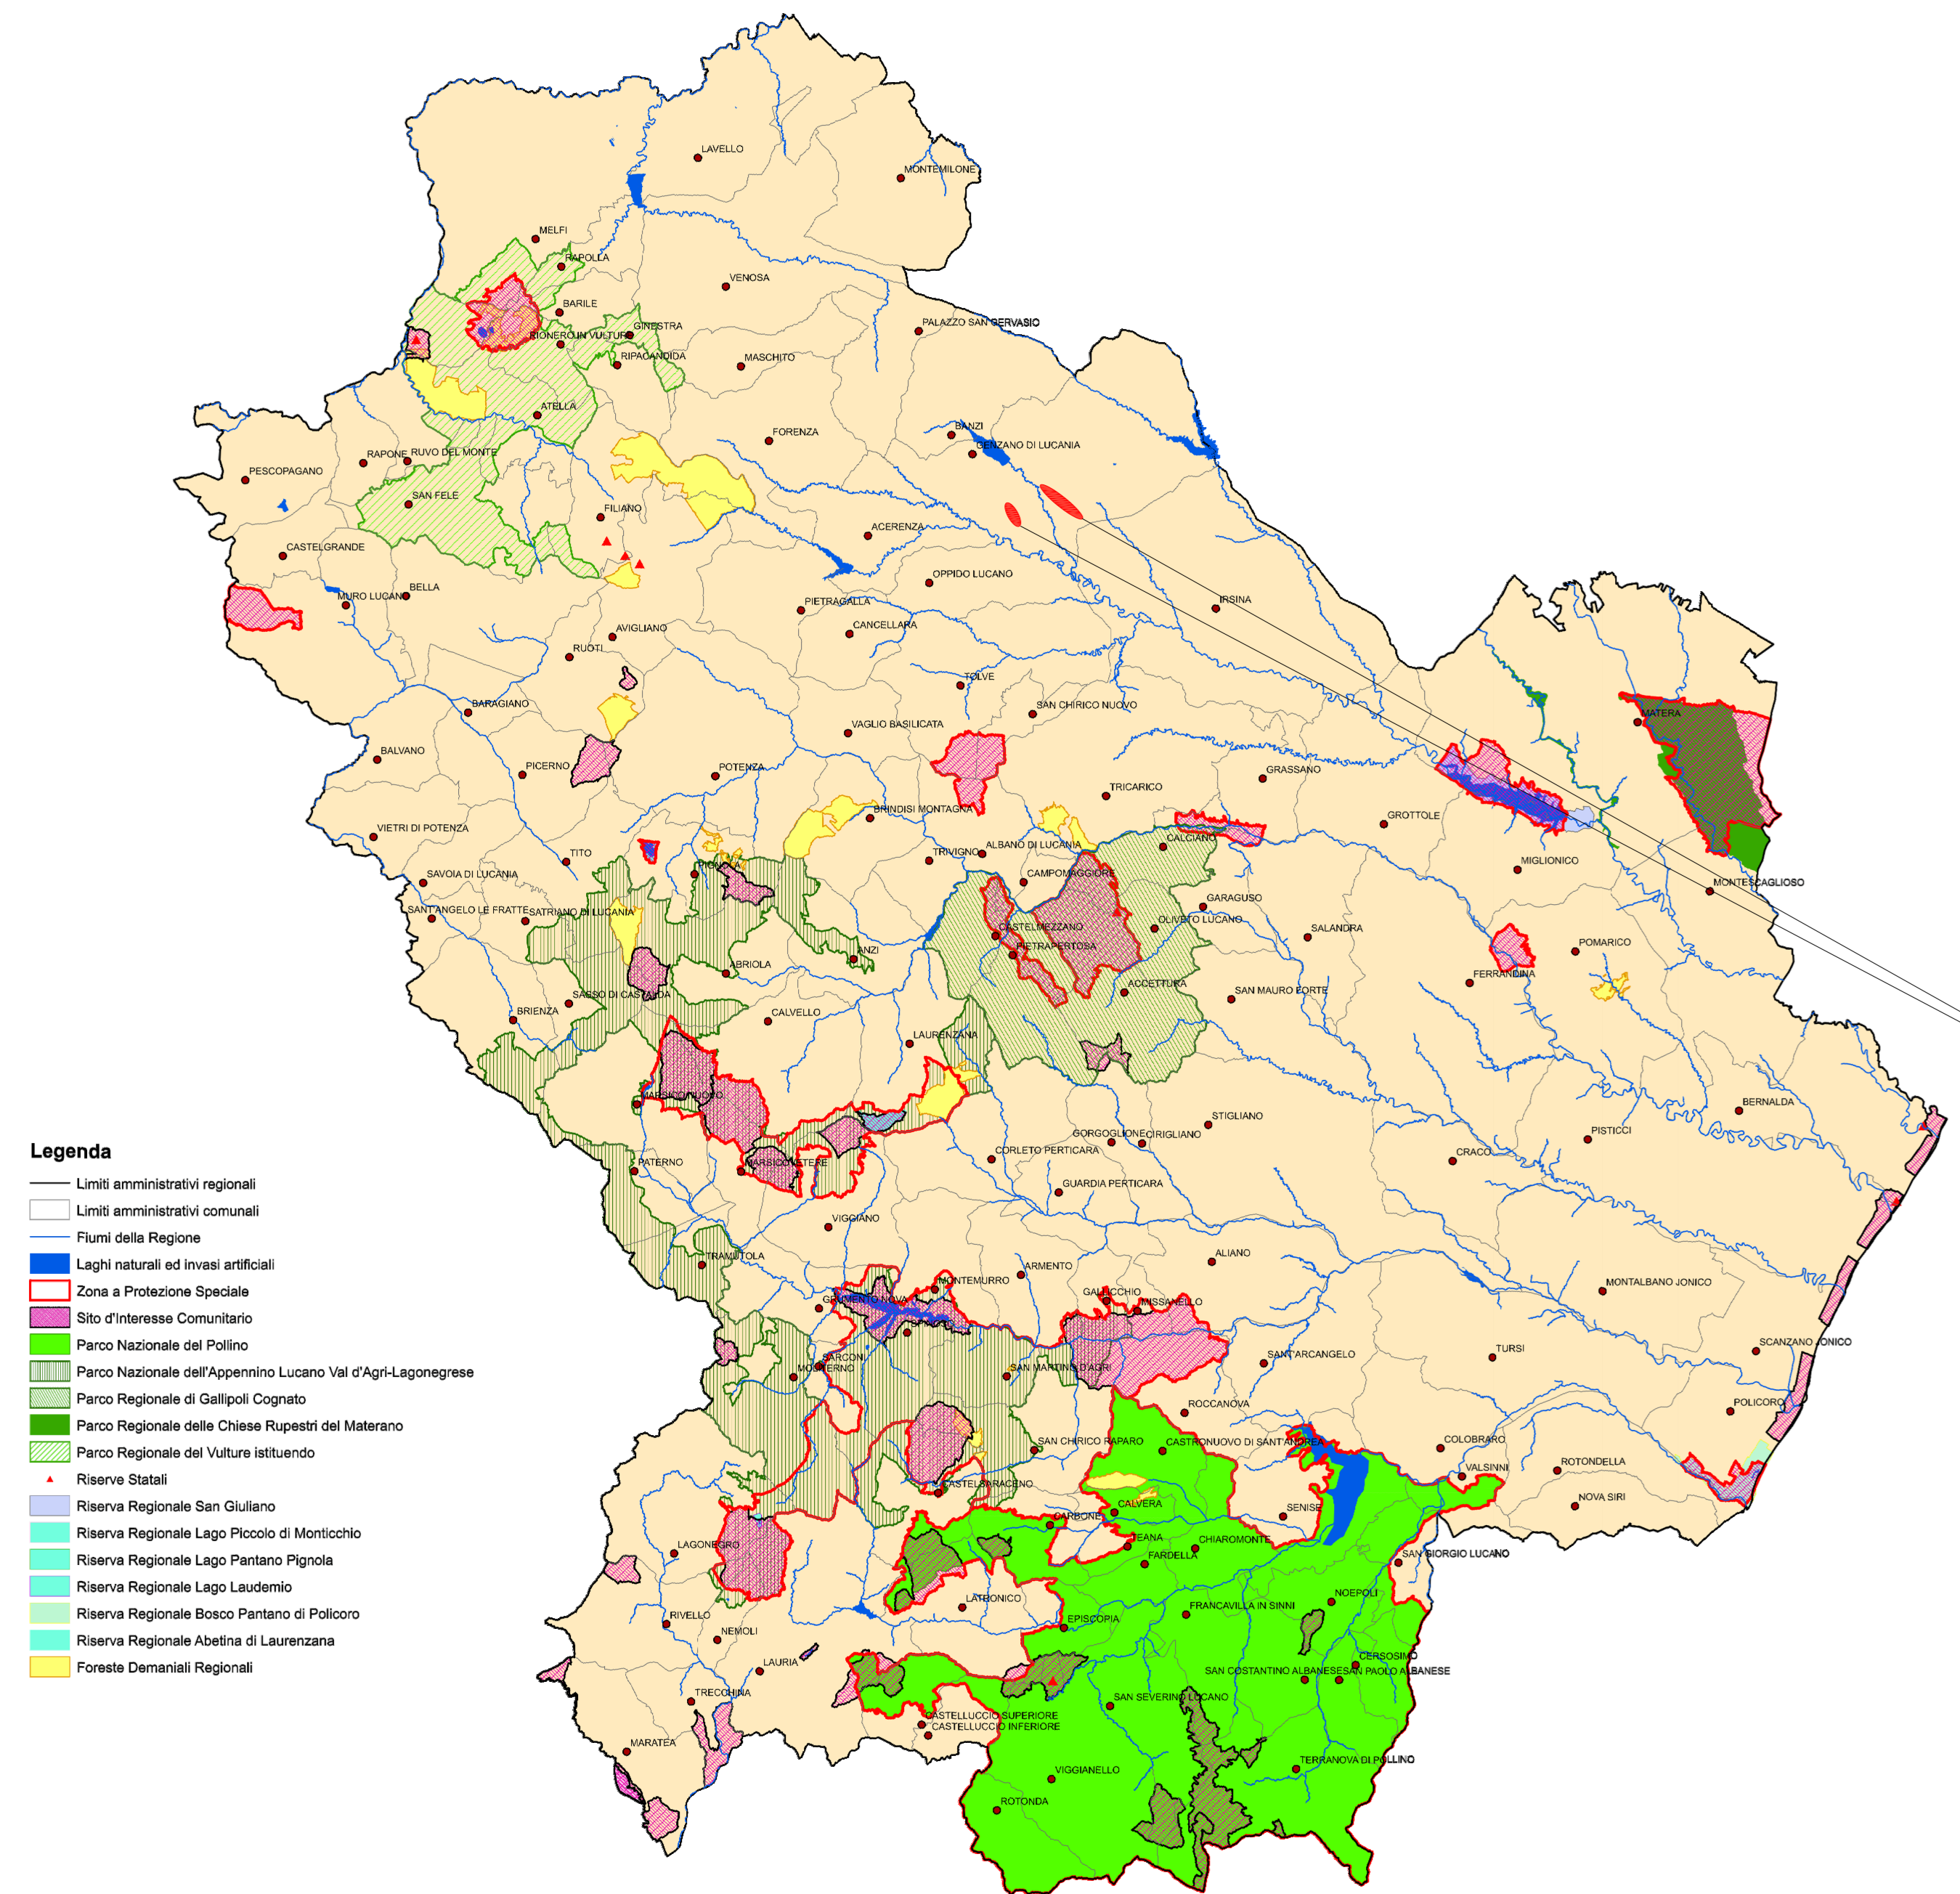 LAVELLO
MONTEMILONE
MELFI
RAPOLLA
VENOSA
BARILE
PALAZZO SAN GERVASIO
GINESTRA
RIONERO IN VULTURE
RIPACANDIDA
MASCHITO
ATELLA
FORENZA
BANZI
GENZANO DI LUCANIA
RAPONE
RUVO DEL MONTE
PESCOPAGANO
SAN FELE
FILIANO
ACERENZA
CASTELGRANDE
OPPIDO LUCANO
BELLA
MURO LUCANO
PIETRAGALLA
IRSINA
CANCELLARA
AVIGLIANO
RUOTI
TOLVE
BARAGIANO
SAN CHIRICO NUOVO
MATERA
VAGLIO BASILICATA
BALVANO
PICERNO
POTENZA
GRASSANO
TRICARICO
BRINDISI MONTAGNA
GROTTOLE
VIETRI DI POTENZA
CALCIANO
TITO
TRIVIGNO
ALBANO DI LUCANIA
PIGNOLA
MIGLIONICO
SAVOIA DI LUCANIA
CAMPOMAGGIORE
MONTESCAGLIOSO
SANT'ANGELO LE FRATTE
SATRIANO DI LUCANIA
GARAGUSO
OLIVETO LUCANO
CASTELMEZZANO
SALANDRA
PIETRAPERTOSA
ANZI
POMARICO
ABRIOLA
FERRANDINA
ACCETTURA
SAN MAURO FORTE
SASSO DI CASTALDA
BRIENZA
CALVELLO
LAURENZANA
MARSICO NUOVO
BERNALDA
STIGLIANO
PISTICCI
GORGOGLIONE
CIRIGLIANO
CORLETO PERTICARA
CRACO
PATERNO
MARSICOVETERE
GUARDIA PERTICARA
VIGGIANO
TRAMUTOLA
ALIANO
ARMENTO
MONTEMURRO
MONTALBANO JONICO
GRUMENTO NOVA
GALLICCHIO
MISSANELLO
SCANZANO JONICO
SARCONI
MOLITERNO
SAN MARTINO D'AGRI
SANT'ARCANGELO
TURSI
ROCCANOVA
POLICORO
SAN CHIRICO RAPARO
CASTRONUOVO DI SANT'ANDREA
COLOBRARO
ROTONDELLA
VALSINNI
CASTELSARACENO
NOVA SIRI
CALVERA
SENISE
CARBONE
TEANA
CHIAROMONTE
LAGONEGRO
FARDELLA
SAN GIORGIO LUCANO
NOEPOLI
LATRONICO
FRANCAVILLA IN SINNI
RIVELLO
EPISCOPIA
NEMOLI
CERSOSIMO
LAURIA
SAN COSTANTINO ALBANESE
SAN PAOLO ALBANESE
TRECCHINA
SAN SEVERINO LUCANO
CASTELLUCCIO SUPERIORE
CASTELLUCCIO INFERIORE
MARATEA
TERRANOVA DI POLLINO
VIGGIANELLO
ROTONDA
Legenda
Limiti amministrativi regionali
Limiti amministrativi comunali
Fiumi della Regione
Laghi naturali ed invasi artificiali
Zona a Protezione Speciale
Sito d'Interesse Comunitario
Parco Nazionale del Pollino
Parco Nazionale dell'Appennino Lucano Val d'Agri-Lagonegrese
Parco Regionale di Gallipoli Cognato
Parco Regionale delle Chiese Rupestri del Materano
Parco Regionale del Vulture istituendo
Riserve Statali
Riserva Regionale San Giuliano
Riserva Regionale Lago Piccolo di Monticchio
Riserva Regionale Lago Pantano Pignola
Riserva Regionale Lago Laudemio
Riserva Regionale Bosco Pantano di Policoro
Riserva Regionale Abetina di Laurenzana
Foreste Demaniali Regionali